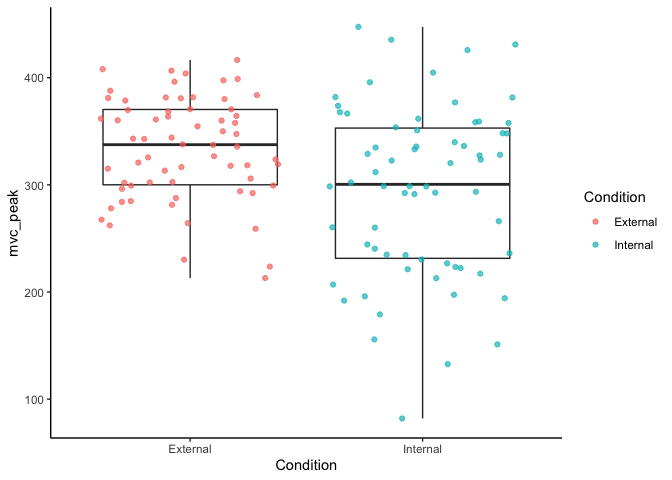 400
300
200
100
mvc_peak
External
Internal
Condition
Condition
External
Internal